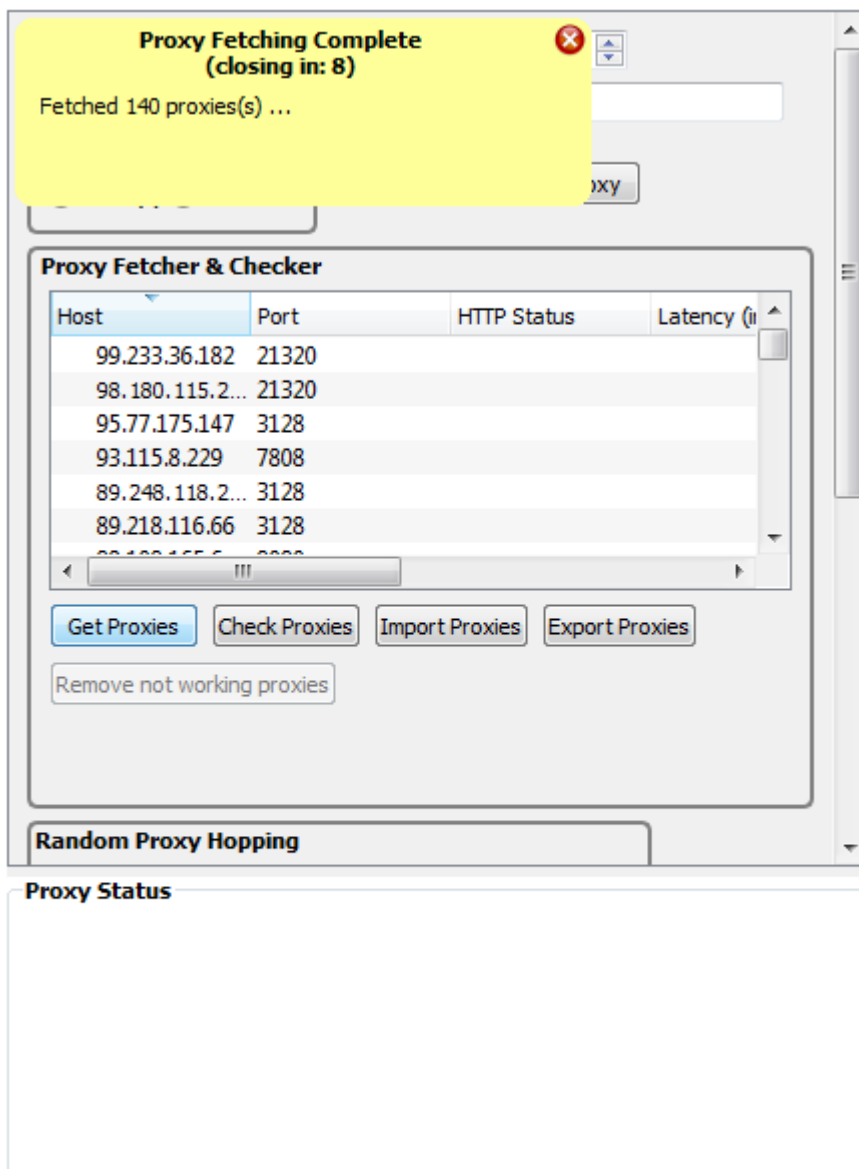 Proxy Fetching Complete
(closing in: 8)
Fetched 140 proxies(s) ...
oxy
Proxy Fetcher & Checker
Host Port HTTP Status Latency (i
99.233.36.182 21320
98.180.115.2... 21320
95.77.175.147 3128
93.115.8.229 7808
89.248.118.2... 3128
89.218.116.66 3128
Get Proxies Check Proxies Import Proxies Export Proxies
Remove not working proxies
Random Proxy Hopping
Proxy Status